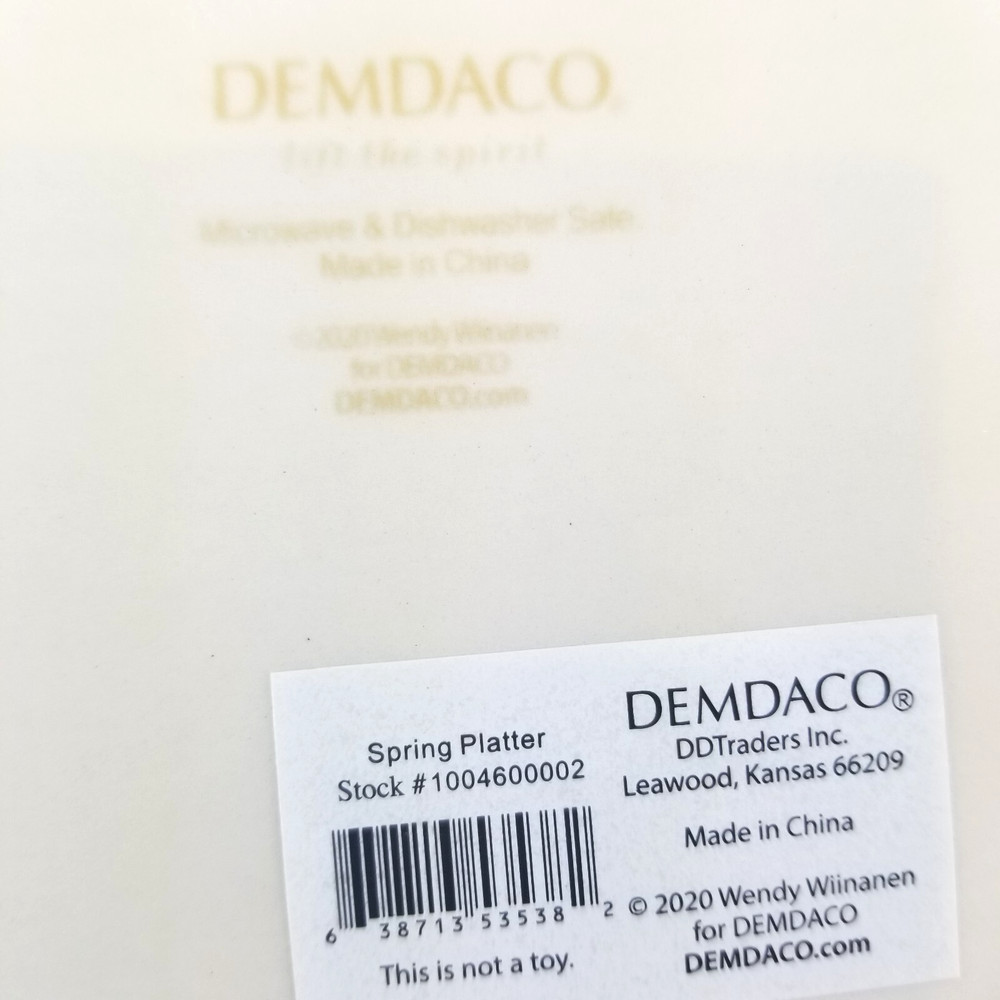 DEMDACO®
lift the spirit
Microwave & Dishwasher Safe.
Made in China
©2020 Wendy Wiinanen
for DEMDACO
DEMDACO.com
Spring Platter
Stock #1004600002
6 38713 53538 2
This is not a toy.
DEMDACO®
DDTraders Inc.
Leawood, Kansas 66209
Made in China
© 2020 Wendy Wiinanen
for DEMDACO
DEMDACO.com